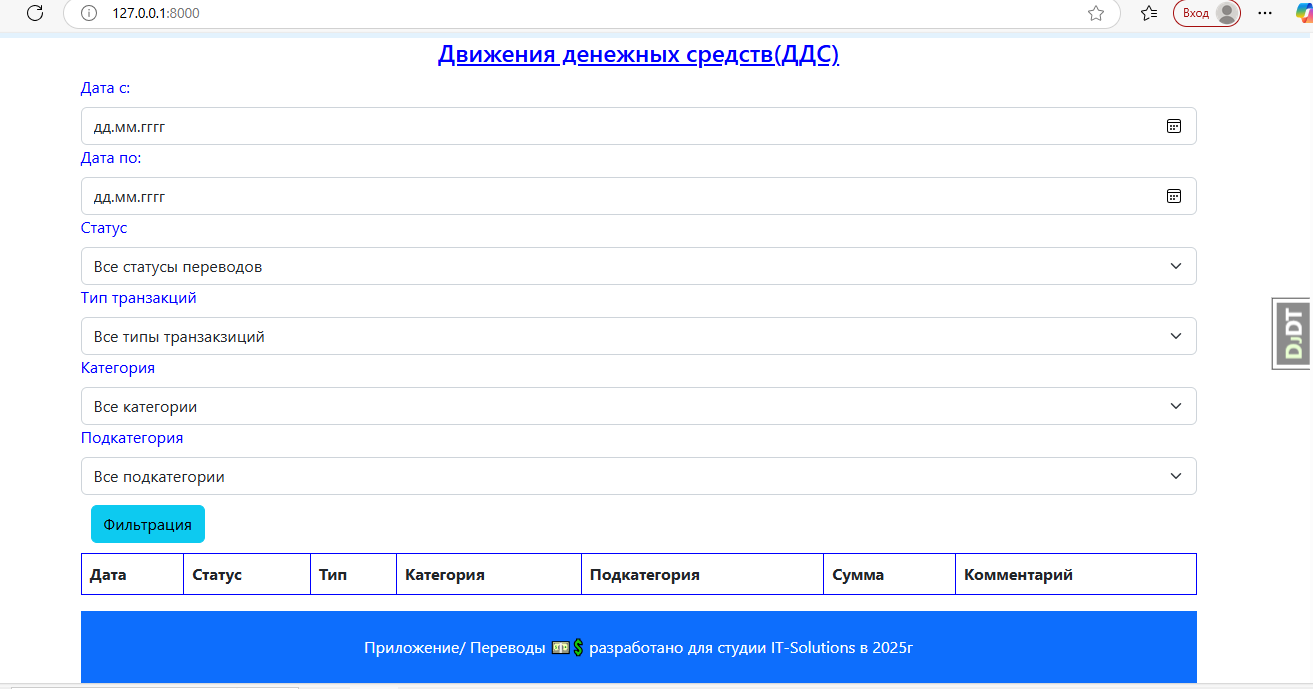 127.0.0.1:8000
Вход
Движения денежных средств(ДДС)
Дата с:
дд.мм.гггг
Дата по:
дд.мм.гггг
Статус
Все статусы переводов
Тип транзакций
Все типы транзакзиций
Категория
Все категории
Подкатегория
Все подкатегории
Фильтрация
Дата Статус Тип Категория Подкатегория Сумма Комментарий
Приложение/ Переводы 💵💲 разработано для студии IT-Solutions в 2025г
DJDT